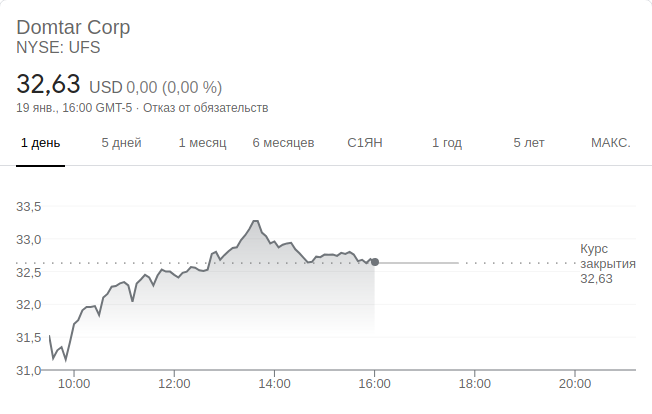 Domtar Corp
NYSE: UFS
32,63 USD 0,00 (0,00 %)
19 янв., 16:00 GMT-5 · Отказ от обязательств
1 день 5 дней 1 месяц 6 месяцев С1ЯН 1 год 5 лет МАКС.
33,5
33,0
32,5
32,0
31,5
31,0
Курс
закрытия
32,63
10:00 12:00 14:00 16:00 18:00 20:00